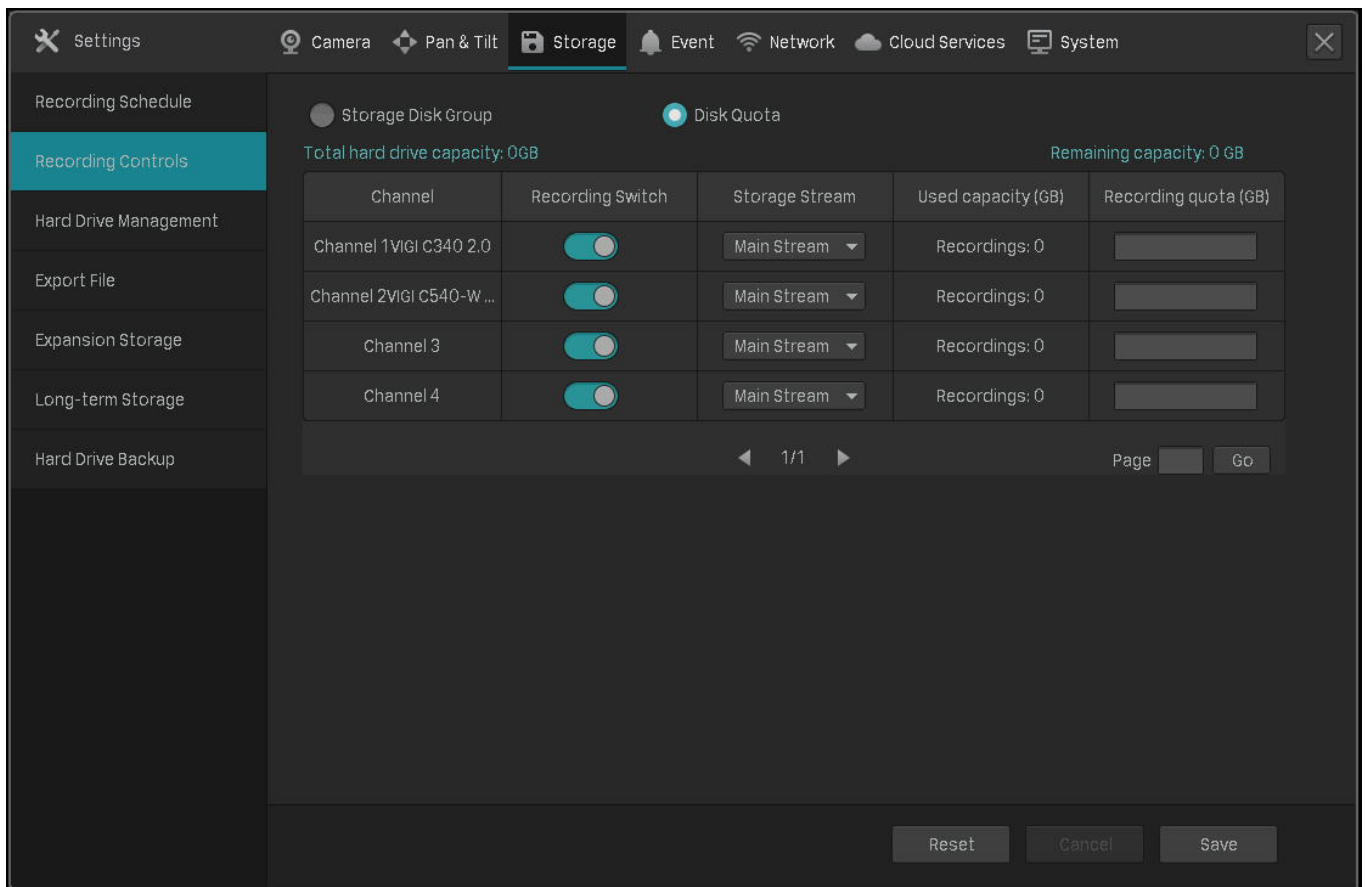 Settings
Camera Pan & Tilt Storage Event Network Cloud Services System
Recording Schedule
Recording Controls
Hard Drive Management
Export File
Expansion Storage
Long-term Storage
Hard Drive Backup
Storage Disk Group Disk Quota
Total hard drive capacity: 0GB Remaining capacity: 0 GB
Channel Recording Switch Storage Stream Used capacity (GB) Recording quota (GB)
Channel 1VIGI C340 2.0 Main Stream Recordings: 0
Channel 2VIGI C540-W ... Main Stream Recordings: 0
Channel 3 Main Stream Recordings: 0
Channel 4 Main Stream Recordings: 0
1/1 Page Go
Reset Cancel Save